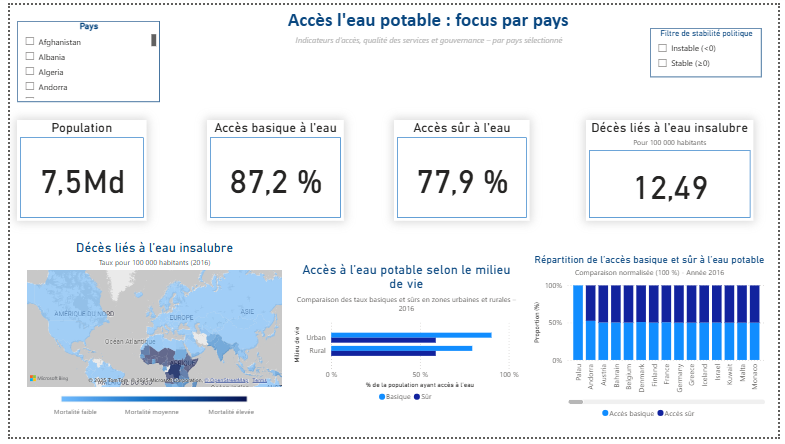 Accès l'eau potable : focus par pays
Indicateurs d'accès, qualité des services et gouvernance – par pays sélectionné
Pays
Afghanistan
Albania
Algeria
Andorra
Filtre de stabilité politique
Instable (<0)
Stable (≥0)
Population
7,5Md
Accès basique à l'eau
87,2 %
Accès sûr à l'eau
77,9 %
Décès liés à l'eau insalubre
Pour 100 000 habitants
12,49
Décès liés à l'eau insalubre
Taux pour 100 000 habitants (2016)
AMÉRIQUE DU NORD
EUROPE
ASIE
Océan Atlantique
AFRIQUE
Microsoft Bing
© OpenStreetMap Terms
Mortalité faible
Mortalité moyenne
Mortalité élevée
Accès à l'eau potable selon le milieu
de vie
Comparaison des taux basiques et sûrs en zones urbaines et rurales –
2016
Milieu de vie
Urban
Rural
0 %
50 %
100 %
% de la population ayant accès à l'eau
Basique
Sûr
Répartition de l'accès basique et sûr à l'eau potable
Comparaison normalisée (100 %) - Année 2016
Proportion (%)
100%
50%
0%
Palau
Andorra
Austria
Bahrain
Belgium
Denmark
Finland
France
Germany
Greece
Iceland
Israel
Kuwait
Malta
Monaco
Accès basique
Accès sûr